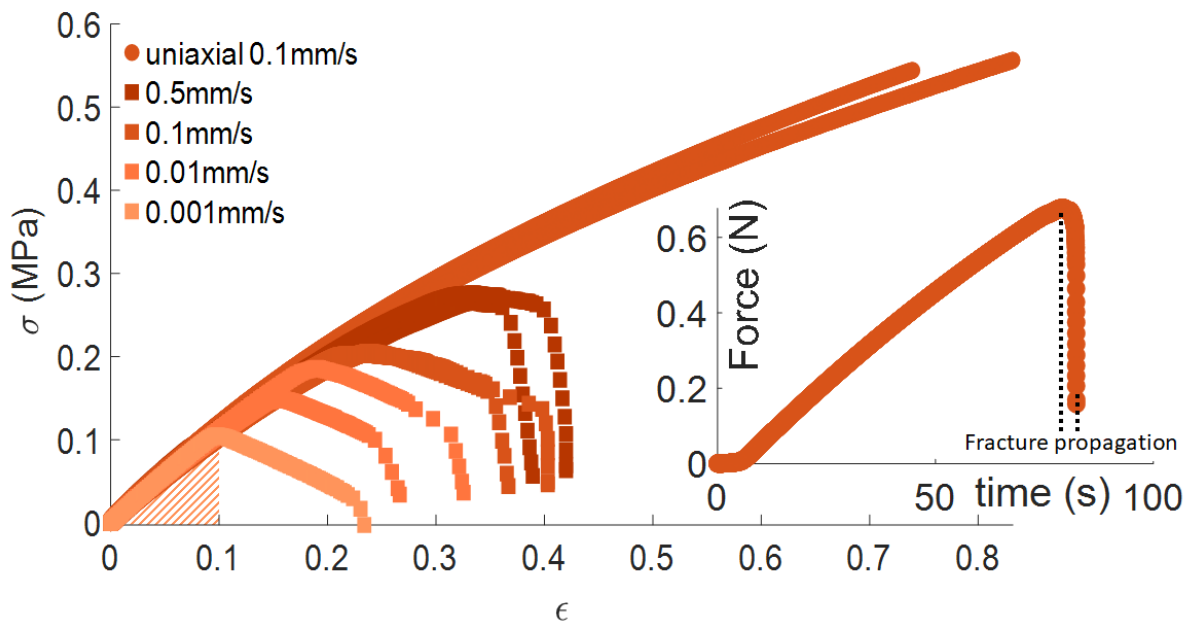 0.6
uniaxial 0.1mm/s
0.5mm/s
0.1mm/s
0.01mm/s
0.001mm/s
0.5
0.4
0.3
0.2
0.1
0
σ (MPa)
0 0.1 0.2 0.3 0.4 0.5 0.6 0.7 0.8
ϵ
Force (N)
0.6
0.4
0.2
0
Fracture propagation
0 50 100
time (s)